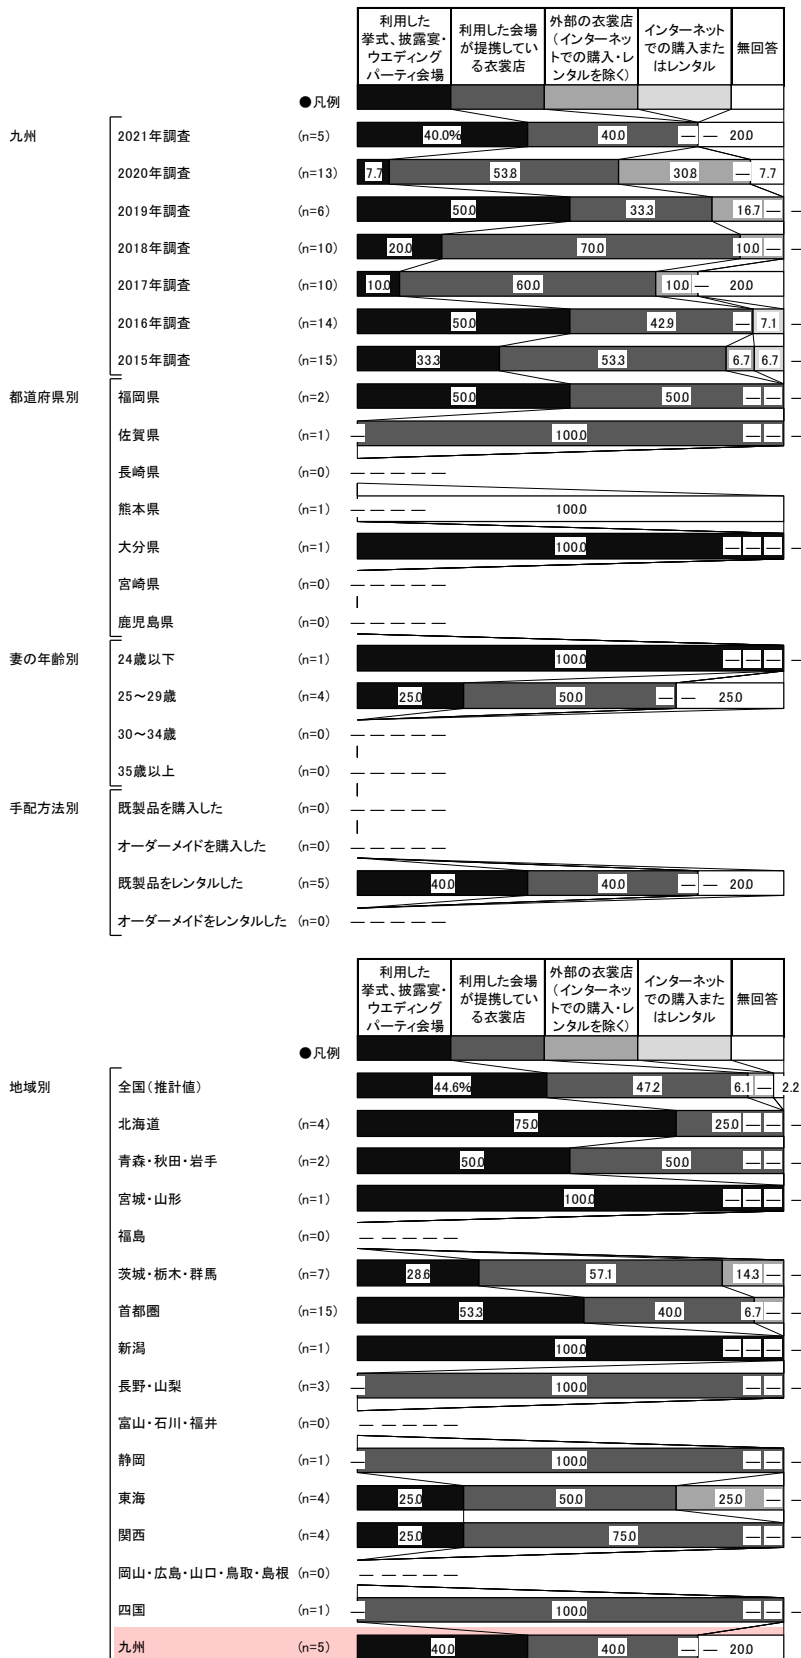 利用した
挙式、披露宴・
ウエディング
パーティ会場
利用した会場
が提携してい
る衣裳店
外部の衣裳店
（インターネッ
トでの購入・レ
ンタルを除く）
インターネット
での購入また
はレンタル
無回答
●凡例
九州 2021年調査 (n=5) 40.0% 40.0 — — 20.0
2020年調査 (n=13) 7.7 53.8 30.8 — 7.7
2019年調査 (n=6) 50.0 33.3 16.7 — —
2018年調査 (n=10) 20.0 70.0 10.0 — —
2017年調査 (n=10) 10.0 60.0 10.0 — 20.0
2016年調査 (n=14) 50.0 42.9 — 7.1 —
2015年調査 (n=15) 33.3 53.3 6.7 6.7 —
都道府県別 福岡県 (n=2) 50.0 50.0 — — —
佐賀県 (n=1) — 100.0 — — —
長崎県 (n=0) — — — — —
熊本県 (n=1) — — — — 100.0
大分県 (n=1) 100.0 — — — —
宮崎県 (n=0) — — — — —
鹿児島県 (n=0) — — — — —
妻の年齢別 24歳以下 (n=1) 100.0 — — — —
25～29歳 (n=4) 25.0 50.0 — — 25.0
30～34歳 (n=0) — — — — —
35歳以上 (n=0) — — — — —
手配方法別 既製品を購入した (n=0) — — — — —
オーダーメイドを購入した (n=0) — — — — —
既製品をレンタルした (n=5) 40.0 40.0 — — 20.0
オーダーメイドをレンタルした (n=0) — — — — —
利用した
挙式、披露宴・
ウエディング
パーティ会場
利用した会場
が提携してい
る衣裳店
外部の衣裳店
（インターネッ
トでの購入・レ
ンタルを除く）
インターネット
での購入また
はレンタル
無回答
●凡例
地域別 全国（推計値） 44.6% 47.2 6.1 — 2.2
北海道 (n=4) 75.0 25.0 — — —
青森・秋田・岩手 (n=2) 50.0 50.0 — — —
宮城・山形 (n=1) 100.0 — — — —
福島 (n=0) — — — — —
茨城・栃木・群馬 (n=7) 28.6 57.1 14.3 — —
首都圏 (n=15) 53.3 40.0 6.7 — —
新潟 (n=1) 100.0 — — — —
長野・山梨 (n=3) — 100.0 — — —
富山・石川・福井 (n=0) — — — — —
静岡 (n=1) — 100.0 — — —
東海 (n=4) 25.0 50.0 25.0 — —
関西 (n=4) 25.0 75.0 — — —
岡山・広島・山口・鳥取・島根 (n=0) — — — — —
四国 (n=1) — 100.0 — — —
九州 (n=5) 40.0 40.0 — — 20.0